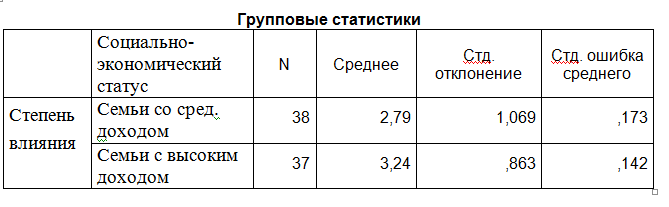 Групповые статистики
Социально-
экономический
статус
N
Среднее
Стд.
отклонение
Стд. ошибка
среднего
Степень
влияния
Семьи со сред.
доходом
38
2,79
1,069
,173
Семьи с высоким
доходом
37
3,24
,863
,142